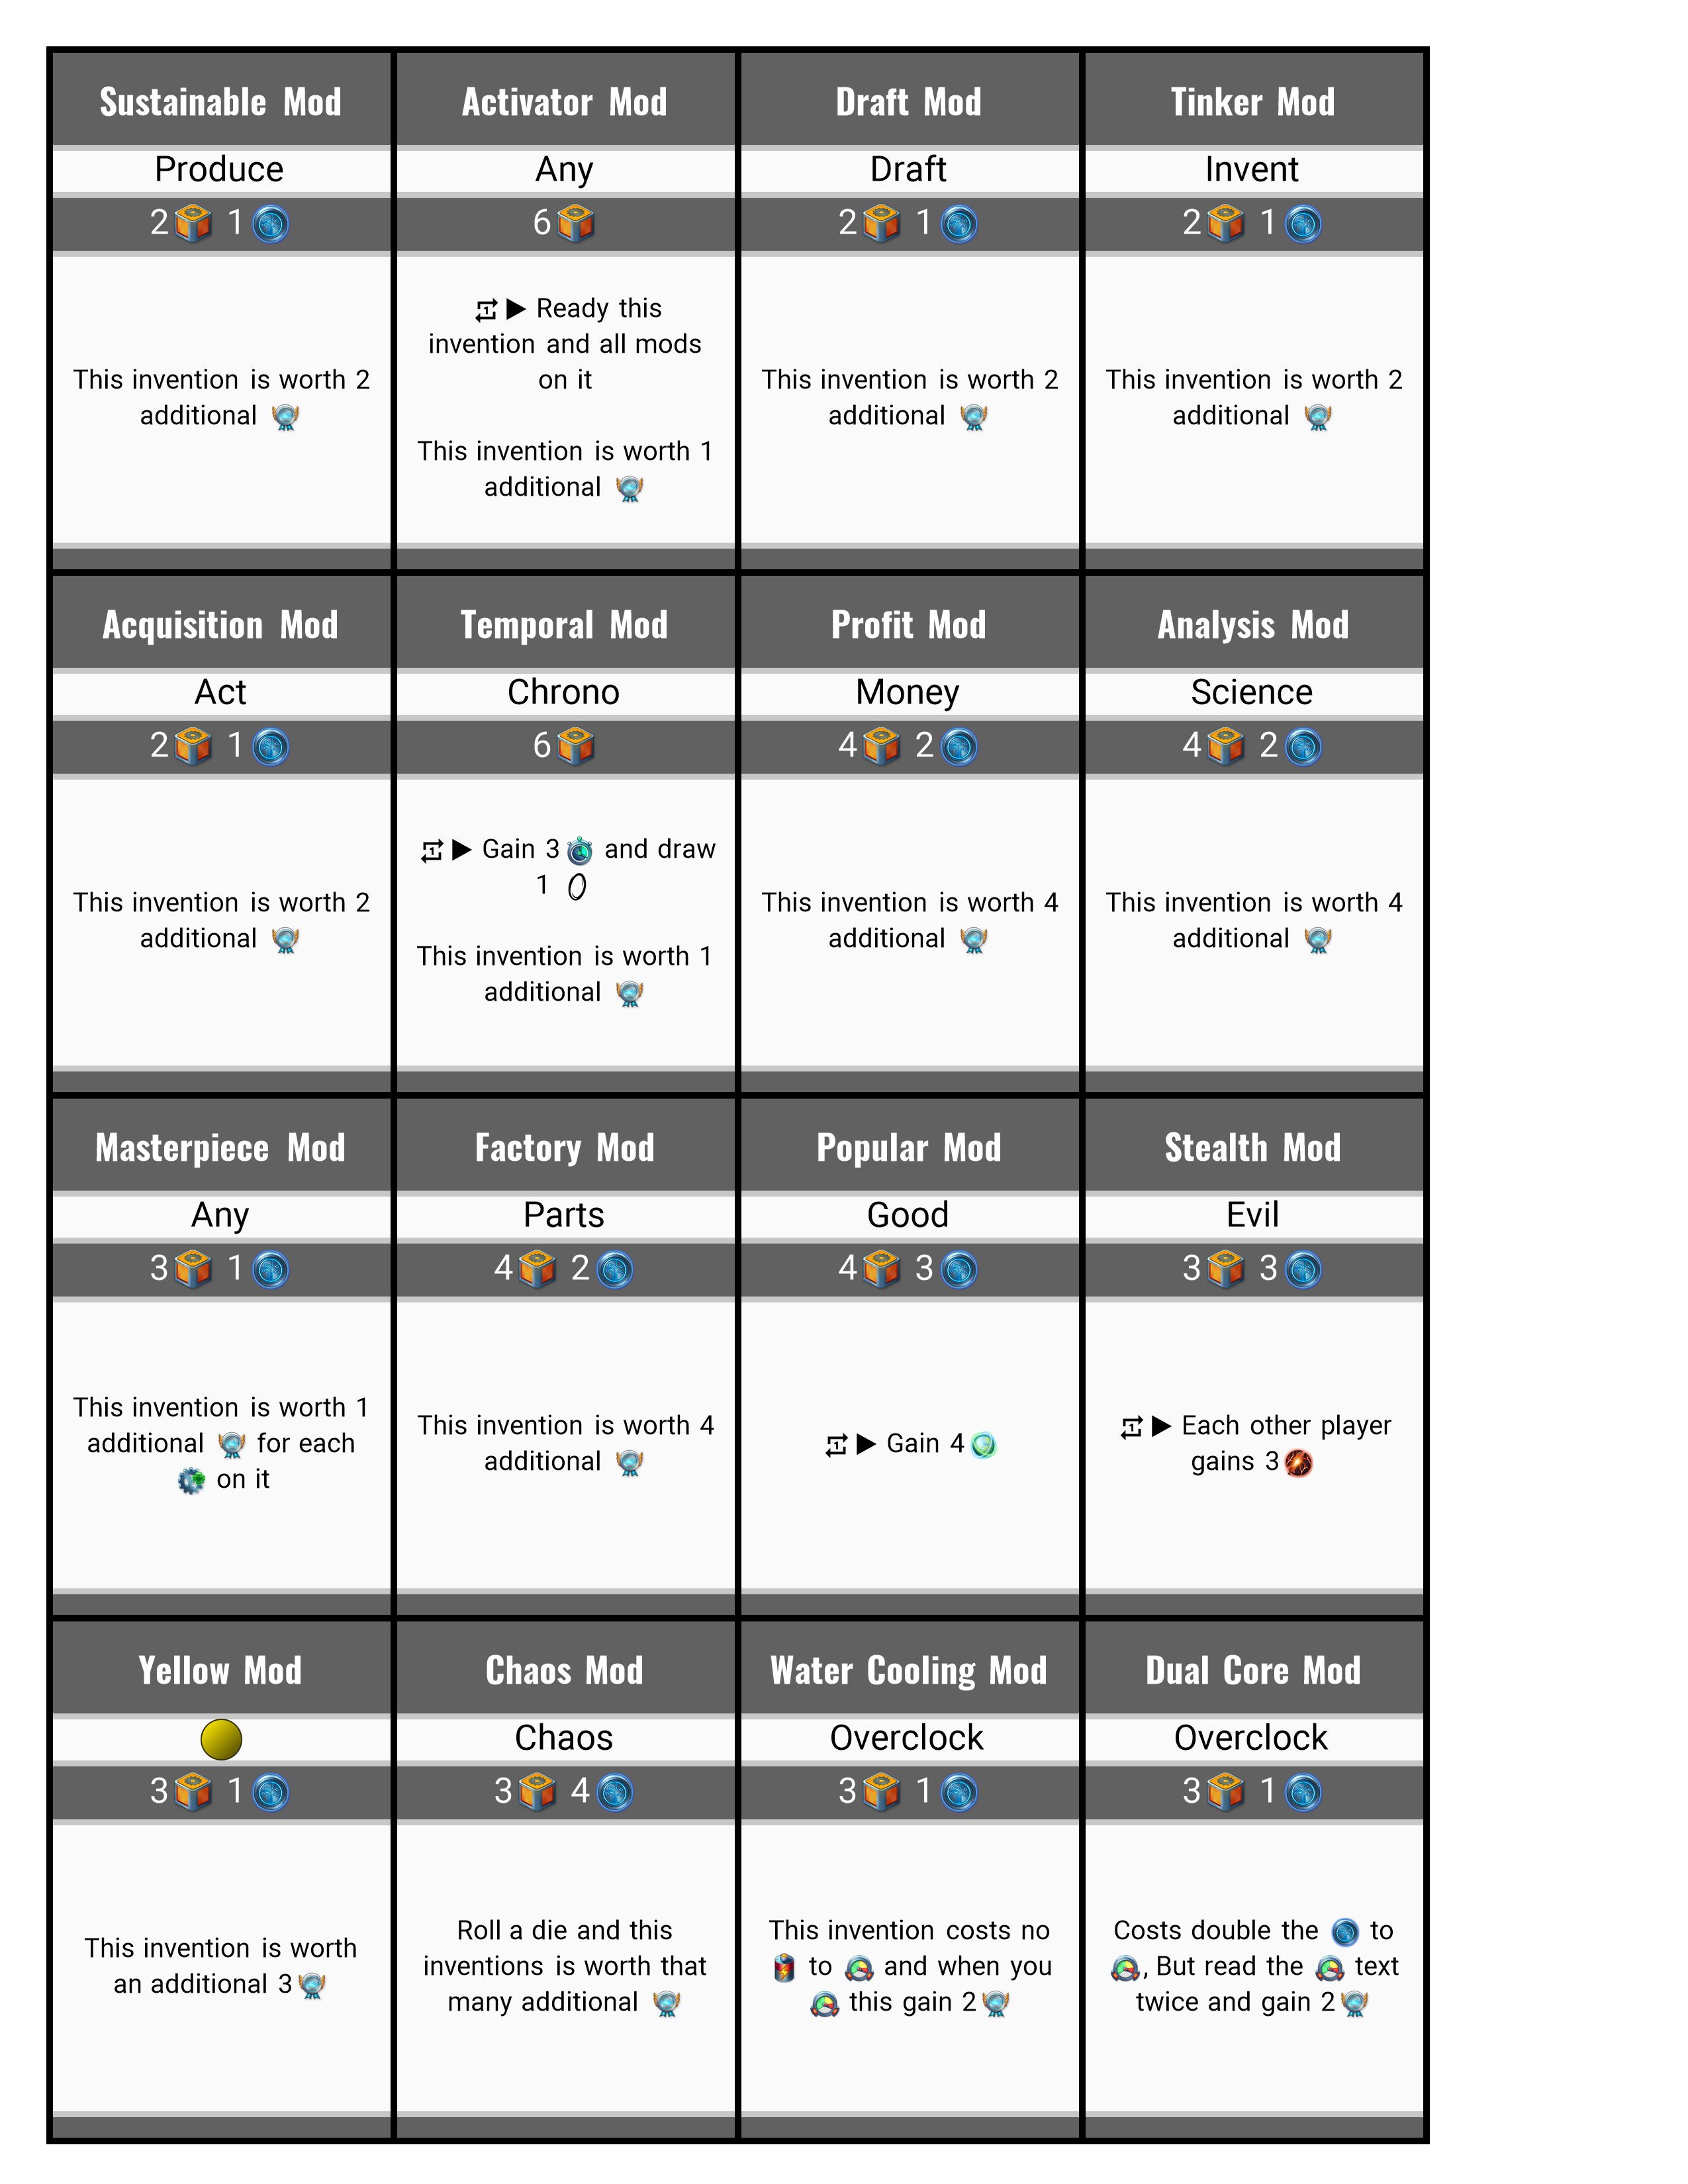 Sustainable Mod
Produce
2 1
This invention is worth 2
additional
Activator Mod
Any
6
1 Ready this
invention and all mods
on it
This invention is worth 1
additional
Draft Mod
Draft
2 1
This invention is worth 2
additional
Tinker Mod
Invent
2 1
This invention is worth 2
additional
Acquisition Mod
Act
2 1
This invention is worth 2
additional
Temporal Mod
Chrono
6
1 Gain 3 and draw
1
This invention is worth 1
additional
Profit Mod
Money
4 2
This invention is worth 4
additional
Analysis Mod
Science
4 2
This invention is worth 4
additional
Masterpiece Mod
Any
3 1
This invention is worth 1
additional for each
on it
Factory Mod
Parts
4 2
This invention is worth 4
additional
Popular Mod
Good
4 3
1 Gain 4
Stealth Mod
Evil
3 3
1 Each other player
gains 3
Yellow Mod
3 1
This invention is worth
an additional 3
Chaos Mod
Chaos
3 4
Roll a die and this
inventions is worth that
many additional
Water Cooling Mod
Overclock
3 1
This invention costs no
to and when you
this gain 2
Dual Core Mod
Overclock
3 1
Costs double the to
, But read the text
twice and gain 2